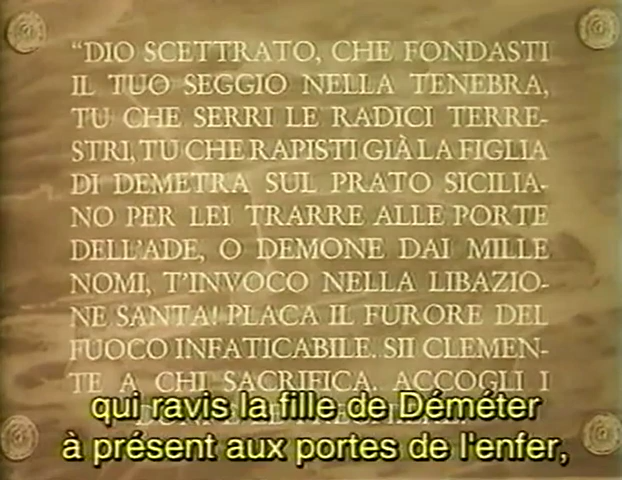 "DIO SCETTRATO, CHE FONDASTI
IL TUO SEGGIO NELLA TENEBRA,
TU CHE SERRI LE RADICI TERRE-
STRI, TU CHE RAPISTI GIÀ LA FIGLIA
DI DEMETRA SUL PRATO SICILIA-
NO PER LEI TRARRE ALLE PORTE
DELL'ADE, O DEMONE DAI MILLE
NOMI, T'INVOCO NELLA LIBAZIO-
NE SANTA! PLACA IL FURORE DEL
FUOCO INFATICABILE. SII CLEMEN-
TE A CHI SACRIFICA. ACCOGLI I
qui ravis la fille de Déméter
à présent aux portes de l'enfer,